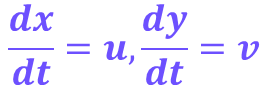 dx/dt = u, dy/dt = v